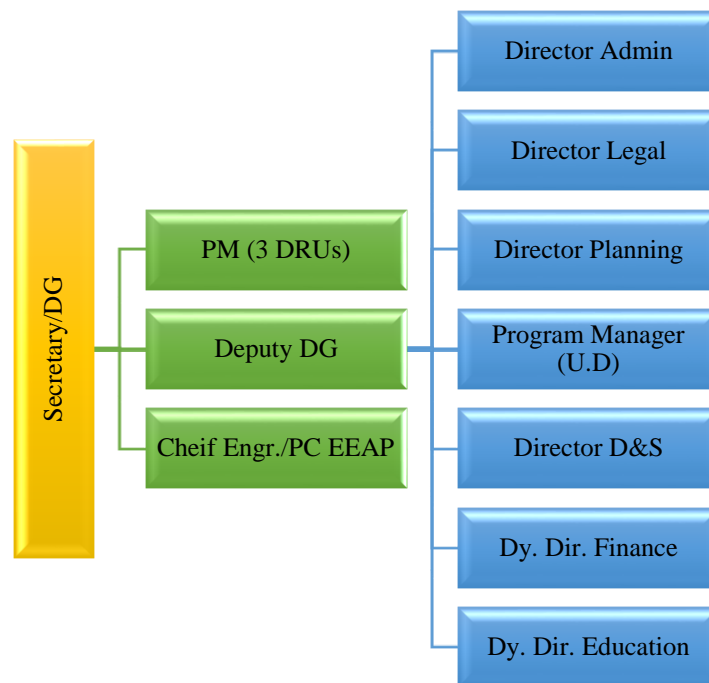 Secretary/DG
PM (3 DRUs)
Deputy DG
Cheif Engr./PC EEAP
Director Admin
Director Legal
Director Planning
Program Manager
(U.D)
Director D&S
Dy. Dir. Finance
Dy. Dir. Education